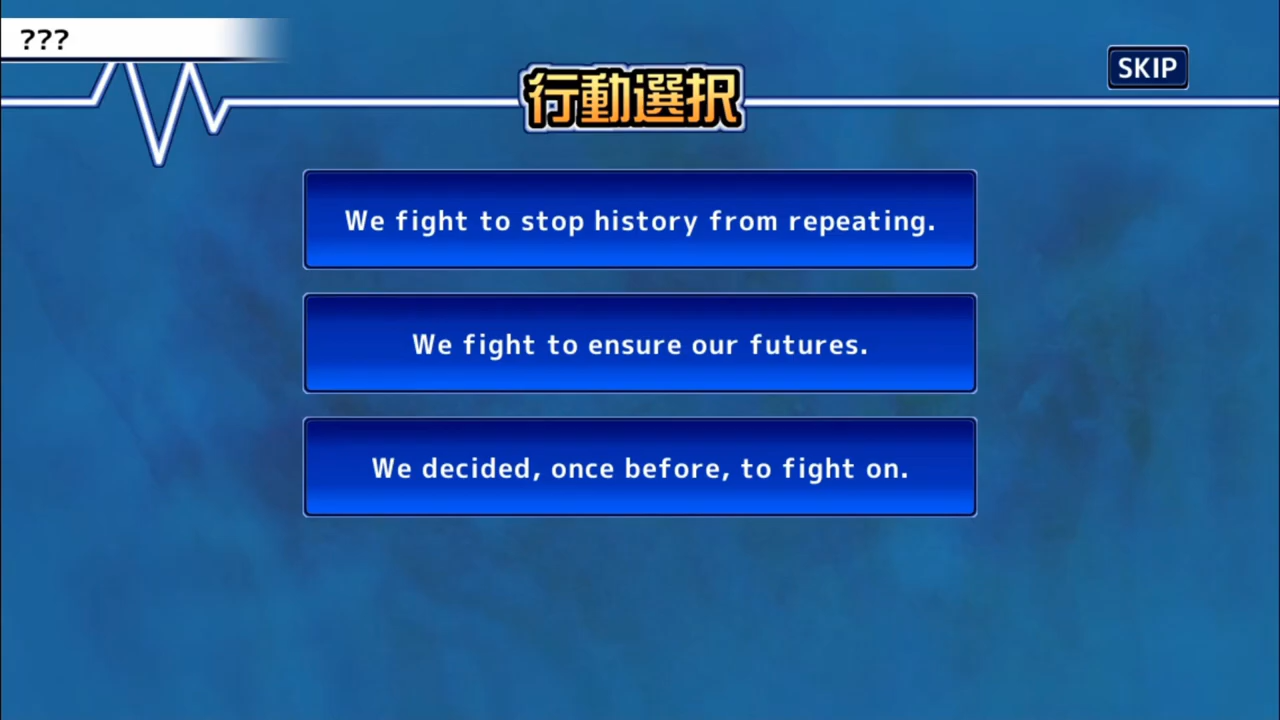 ???
SKIP
行動選択
We fight to stop history from repeating.
We fight to ensure our futures.
We decided, once before, to fight on.